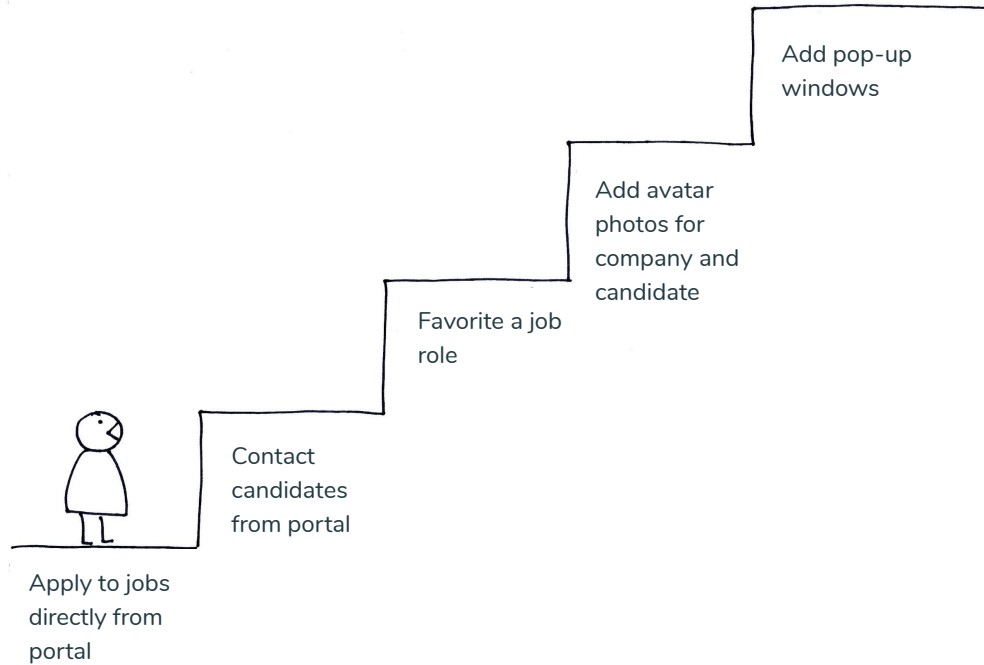 Add pop-up
windows
Add avatar
photos for
company and
candidate
Favorite a job
role
Contact
candidates
from portal
Apply to jobs
directly from
portal